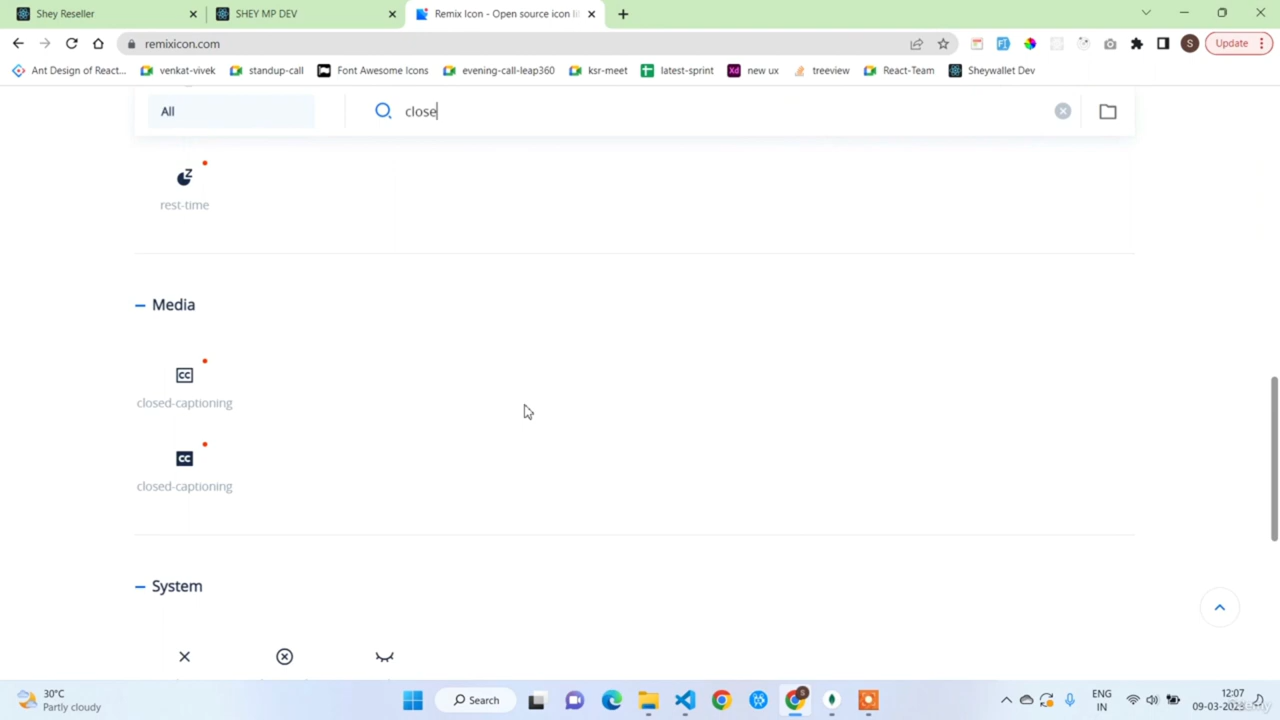 Shey Reseller
SHEY MP DEV
Remix Icon - Open source icon li
remixicon.com
S
Update
Ant Design of React...
venkat-vivek
standup-call
Font Awesome Icons
evening-call-leap360
ksr-meet
latest-sprint
Xd new ux
treeview
React-Team
Sheywallet Dev
All
close
rest-time
Media
CC
closed-captioning
CC
closed-captioning
System
30°C
Partly cloudy
Search
ENG
IN
12:07
09-03-2023